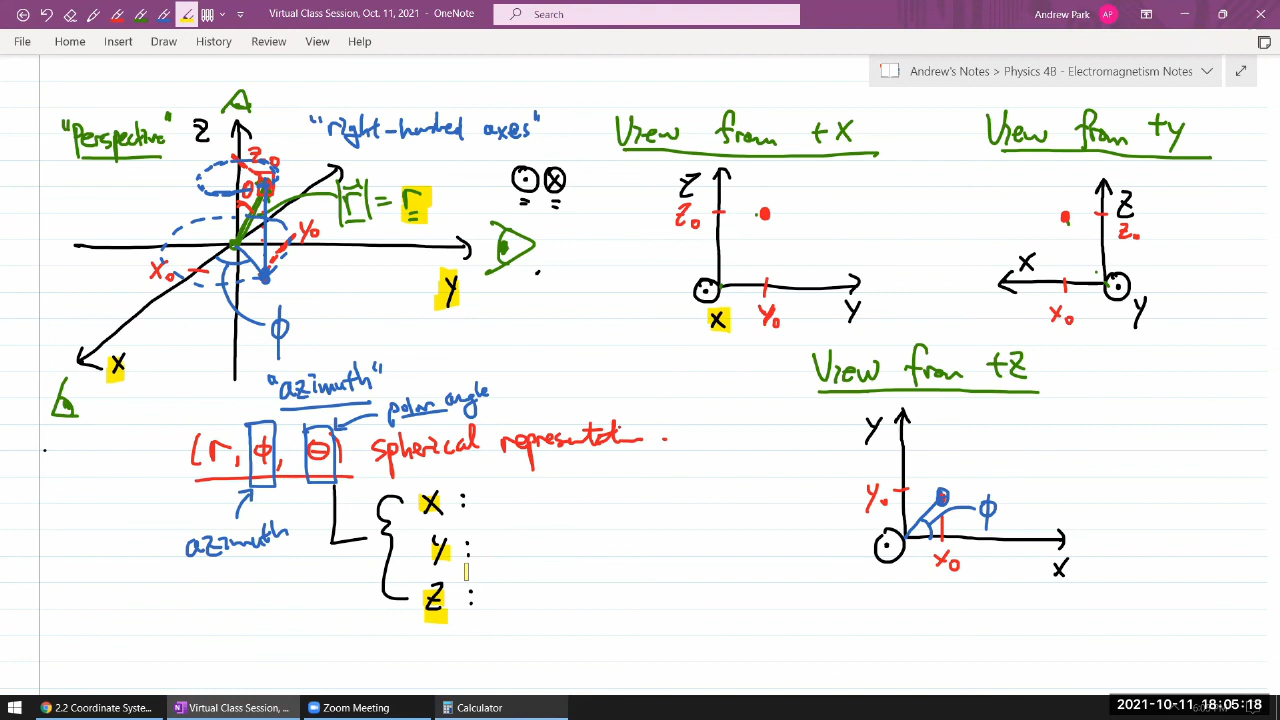 Virtual Class Session, Oct. 11, 2021 - OneNote
Search
Andrew Park
AP
File Home Insert Draw History Review View Help
Andrew's Notes > Physics 4B - Electromagnetism Notes
"Perspective"
Z
"right-handed axes"
View from +X
View from +y
Z₀
θ
|r⃗| = r
y₀
x₀
y
ϕ
x
Z
Z₀
x
y₀
y
Z
Z₀
X
x₀
y
View from +Z
"azimuth"
polar angle
(r, ϕ, θ) spherical representation.
azimuth
X :
y :
Z :
y
y₀
ϕ
x₀
x
2.2 Coordinate Syste...
Virtual Class Session, ...
Zoom Meeting
Calculator
2021-10-11 18:05:18